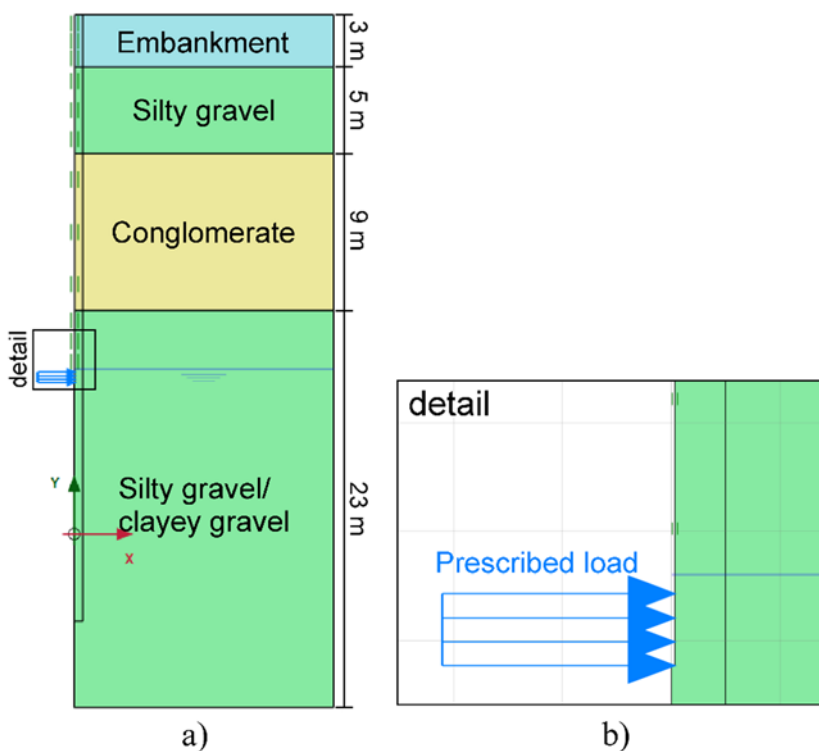 Embankment
3 m
Silty gravel
5 m
Conglomerate
9 m
detail
Y
X
Silty gravel/
clayey gravel
23 m
a)
detail
Prescribed load
b)